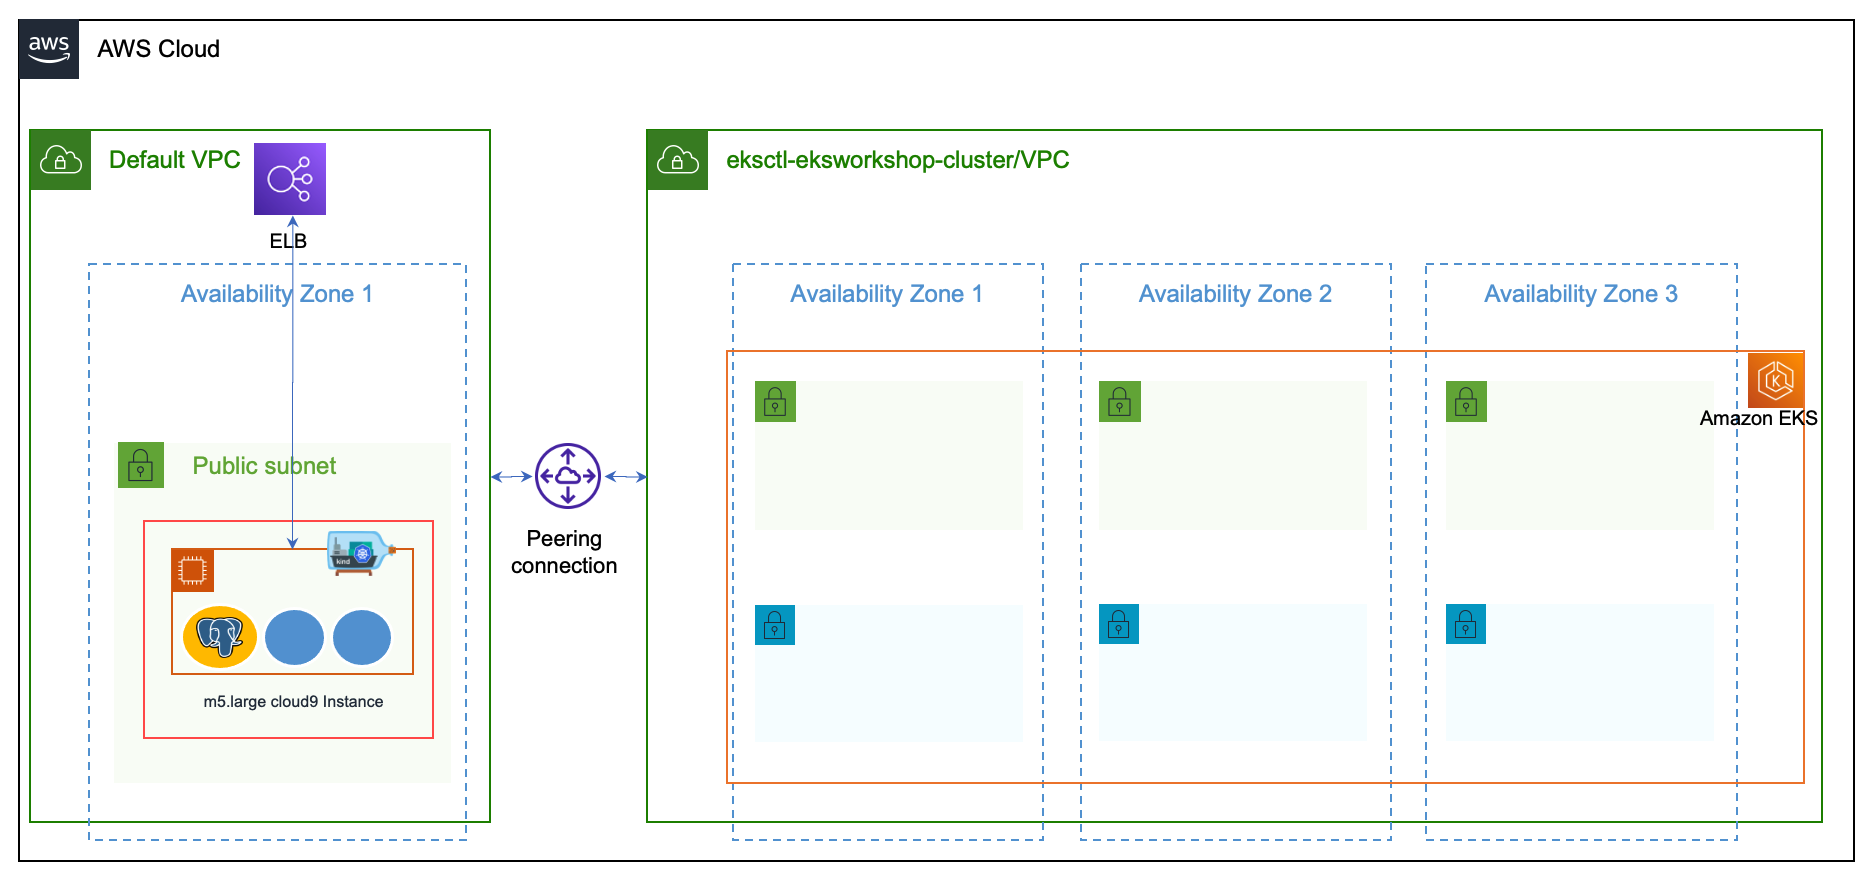 aws
AWS Cloud
Default VPC
ELB
Availability Zone 1
Public subnet
kind
m5.large cloud9 Instance
Peering
connection
eksctl-eksworkshop-cluster/VPC
Availability Zone 1
Availability Zone 2
Availability Zone 3
K
Amazon EKS